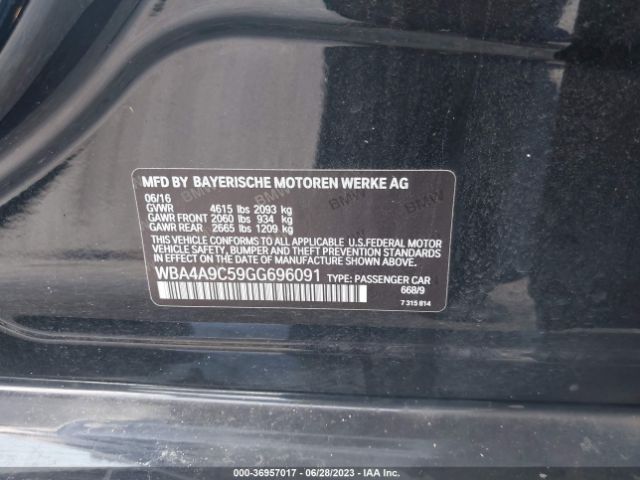 MFD BY BAYERISCHE MOTOREN WERKE AG
06/16
GVWR 4615 lbs 2093 kg
GAWR FRONT 2060 lbs 934 kg
GAWR REAR 2665 lbs 1209 kg
THIS VEHICLE CONFORMS TO ALL APPLICABLE U.S.FEDERAL MOTOR
VEHICLE SAFETY, BUMPER, AND THEFT PREVENTION STANDARDS
IN EFFECT ON THE DATE OF MANUFACTURE SHOWN ABOVE.
WBA4A9C59GG696091 TYPE: PASSENGER CAR
668/9
7 315 814
000-36957017 - 06/28/2023 - IAA Inc.